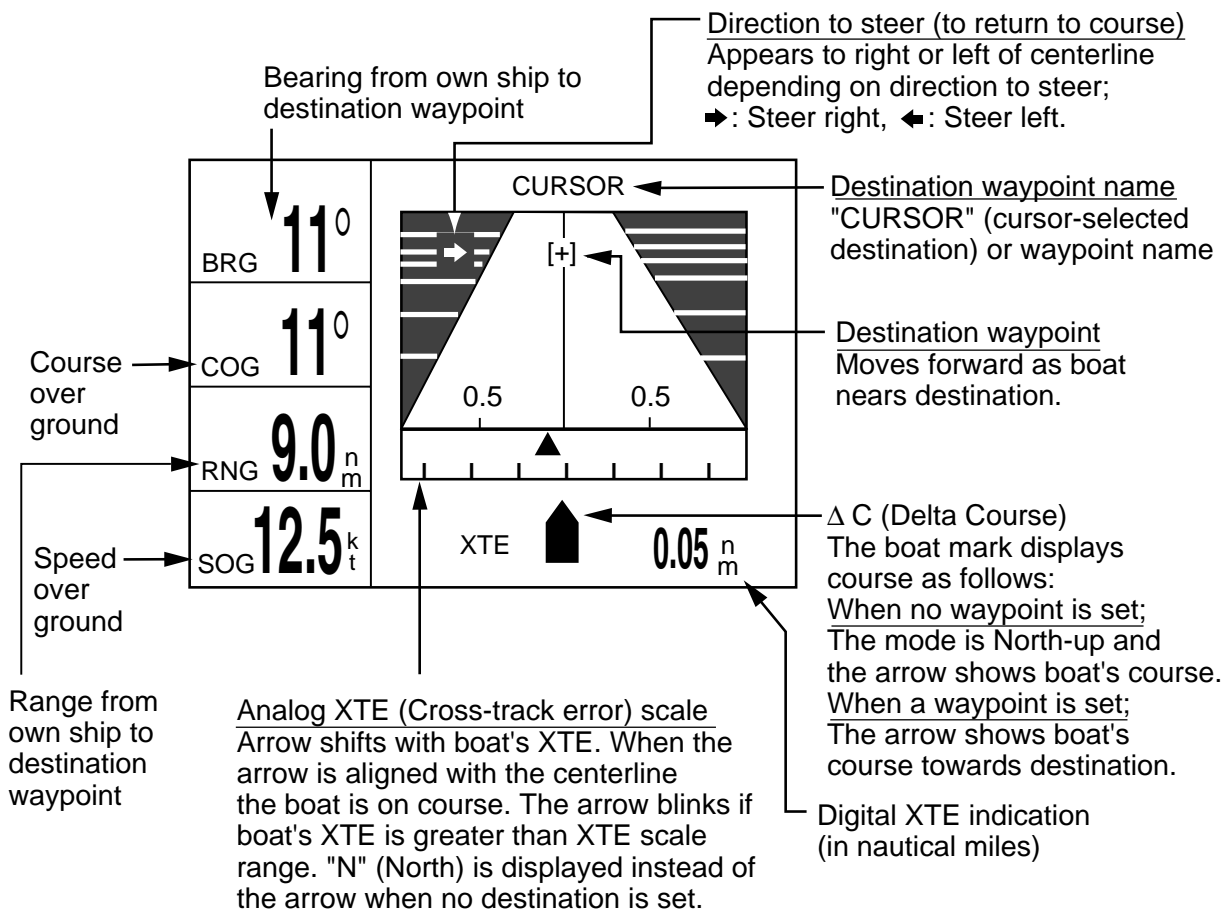 Direction to steer (to return to course)
Appears to right or left of centerline
depending on direction to steer;
➡: Steer right, ⬅: Steer left.
Bearing from own ship to
destination waypoint
CURSOR
Destination waypoint name
"CURSOR" (cursor-selected
destination) or waypoint name
BRG 11°
[+]
Destination waypoint
Moves forward as boat
nears destination.
Course
over
ground
COG 11°
0.5 0.5
RNG 9.0 nm
Speed
over
ground
SOG 12.5 kt
XTE 0.05 nm
Δ C (Delta Course)
The boat mark displays
course as follows:
When no waypoint is set;
The mode is North-up and
the arrow shows boat's course.
When a waypoint is set;
The arrow shows boat's
course towards destination.
Range from
own ship to
destination
waypoint
Analog XTE (Cross-track error) scale
Arrow shifts with boat's XTE. When the
arrow is aligned with the centerline
the boat is on course. The arrow blinks if
boat's XTE is greater than XTE scale
range. "N" (North) is displayed instead of
the arrow when no destination is set.
Digital XTE indication
(in nautical miles)